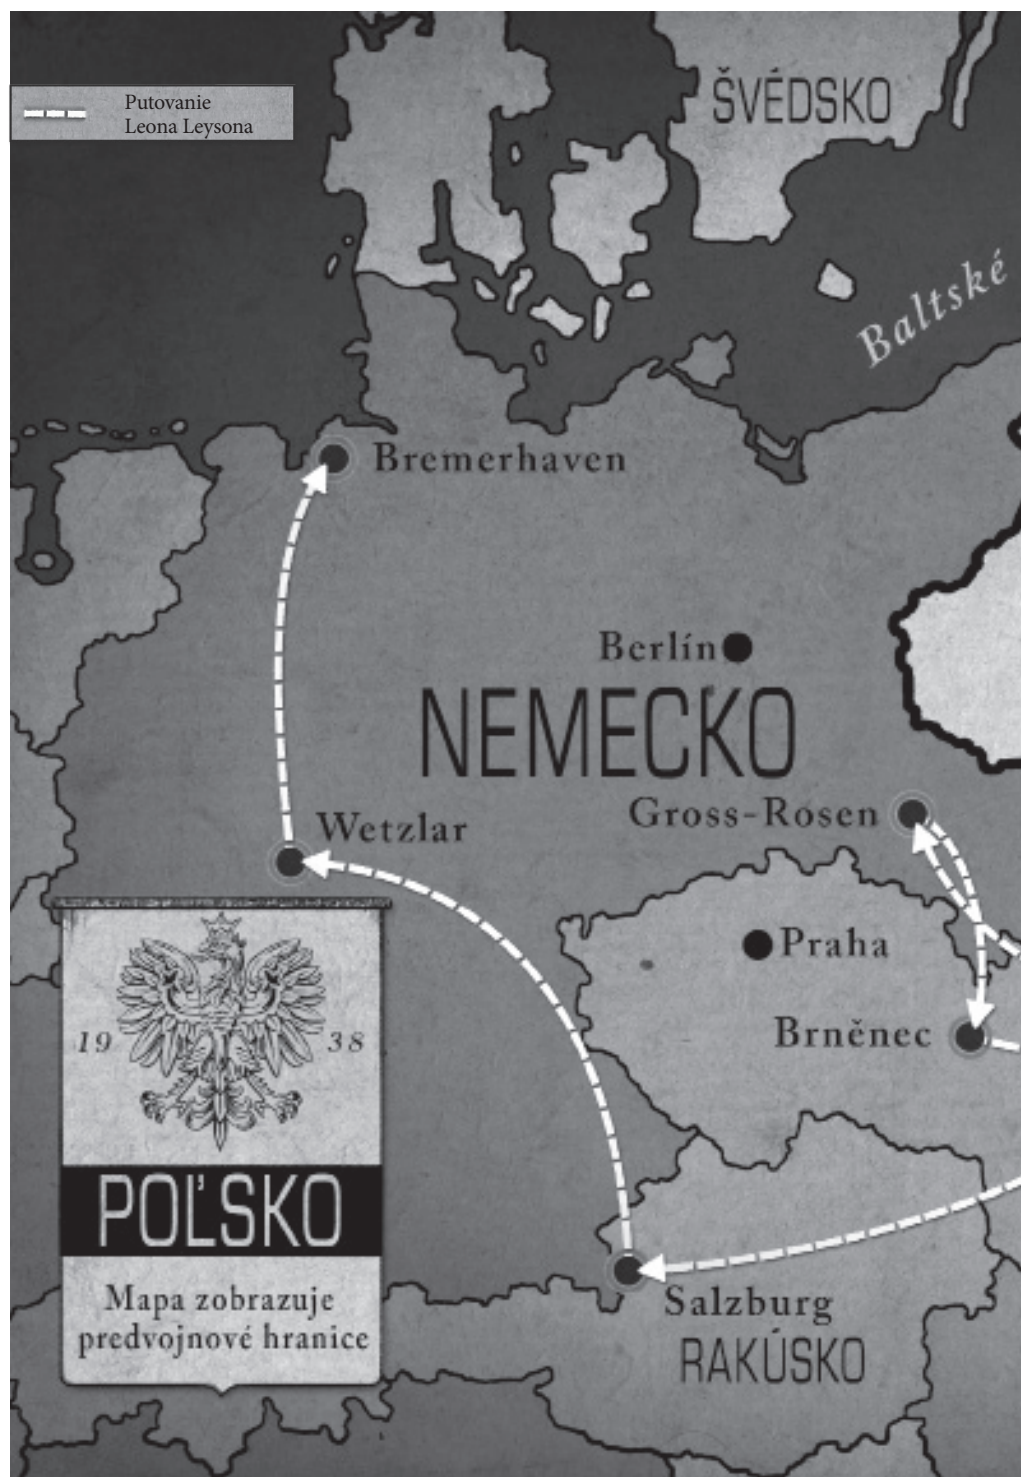 Putovanie
Leona Leysona
ŠVÉDSKO
Baltské
Bremerhaven
Berlín
NEMECKO
Gross-Rosen
Wetzlar
Praha
Brněnec
19 38
POĽSKO
Mapa zobrazuje
predvojnové hranice
Salzburg
RAKÚSKO